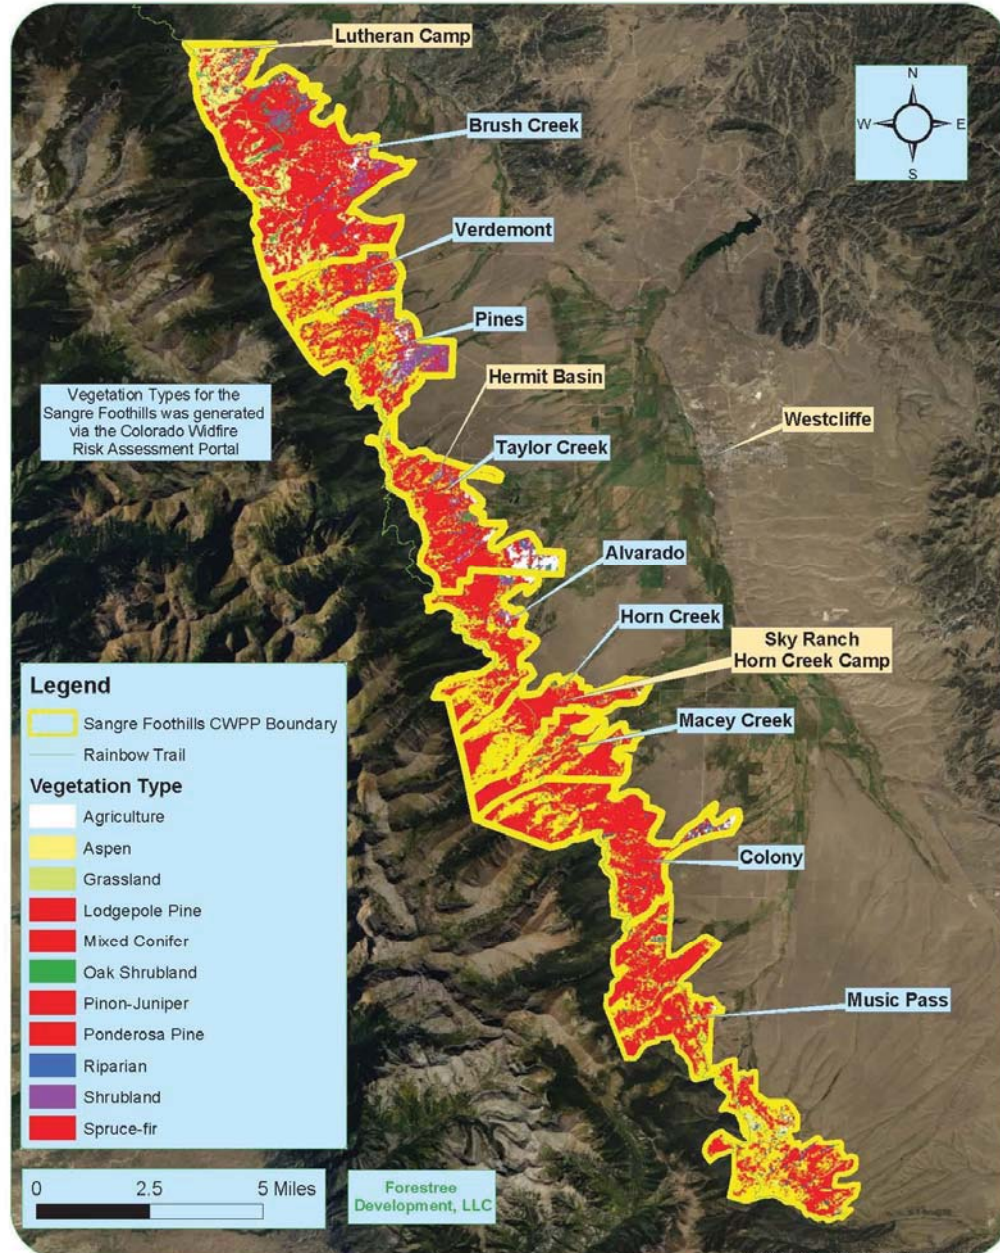 Lutheran Camp
N
W
E
S
Brush Creek
Verdemont
Pines
Hermit Basin
Vegetation Types for the
Sangre Foothills was generated
via the Colorado Widfire
Risk Assessment Portal
Westcliffe
Taylor Creek
Alvarado
Horn Creek
Sky Ranch
Horn Creek Camp
Macey Creek
Colony
Music Pass
Legend
Sangre Foothills CWPP Boundary
Rainbow Trail
Vegetation Type
Agriculture
Aspen
Grassland
Lodgepole Pine
Mixed Conifer
Oak Shrubland
Pinon-Juniper
Ponderosa Pine
Riparian
Shrubland
Spruce-fir
0 2.5 5 Miles
Forestree
Development, LLC